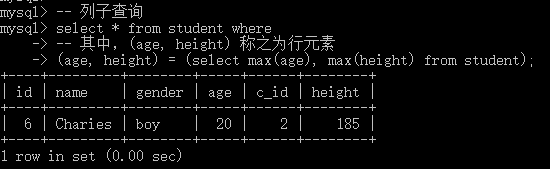 mysql> -- 列子查询
mysql> select * from student where
    -> -- 其中，(age, height) 称之为行元素
    -> (age, height) = (select max(age), max(height) from student);
+----+---------+--------+-----+------+--------+
| id | name    | gender | age | c_id | height |
+----+---------+--------+-----+------+--------+
|  6 | Charies | boy    |  20 |    2 |    185 |
+----+---------+--------+-----+------+--------+
1 row in set (0.00 sec)